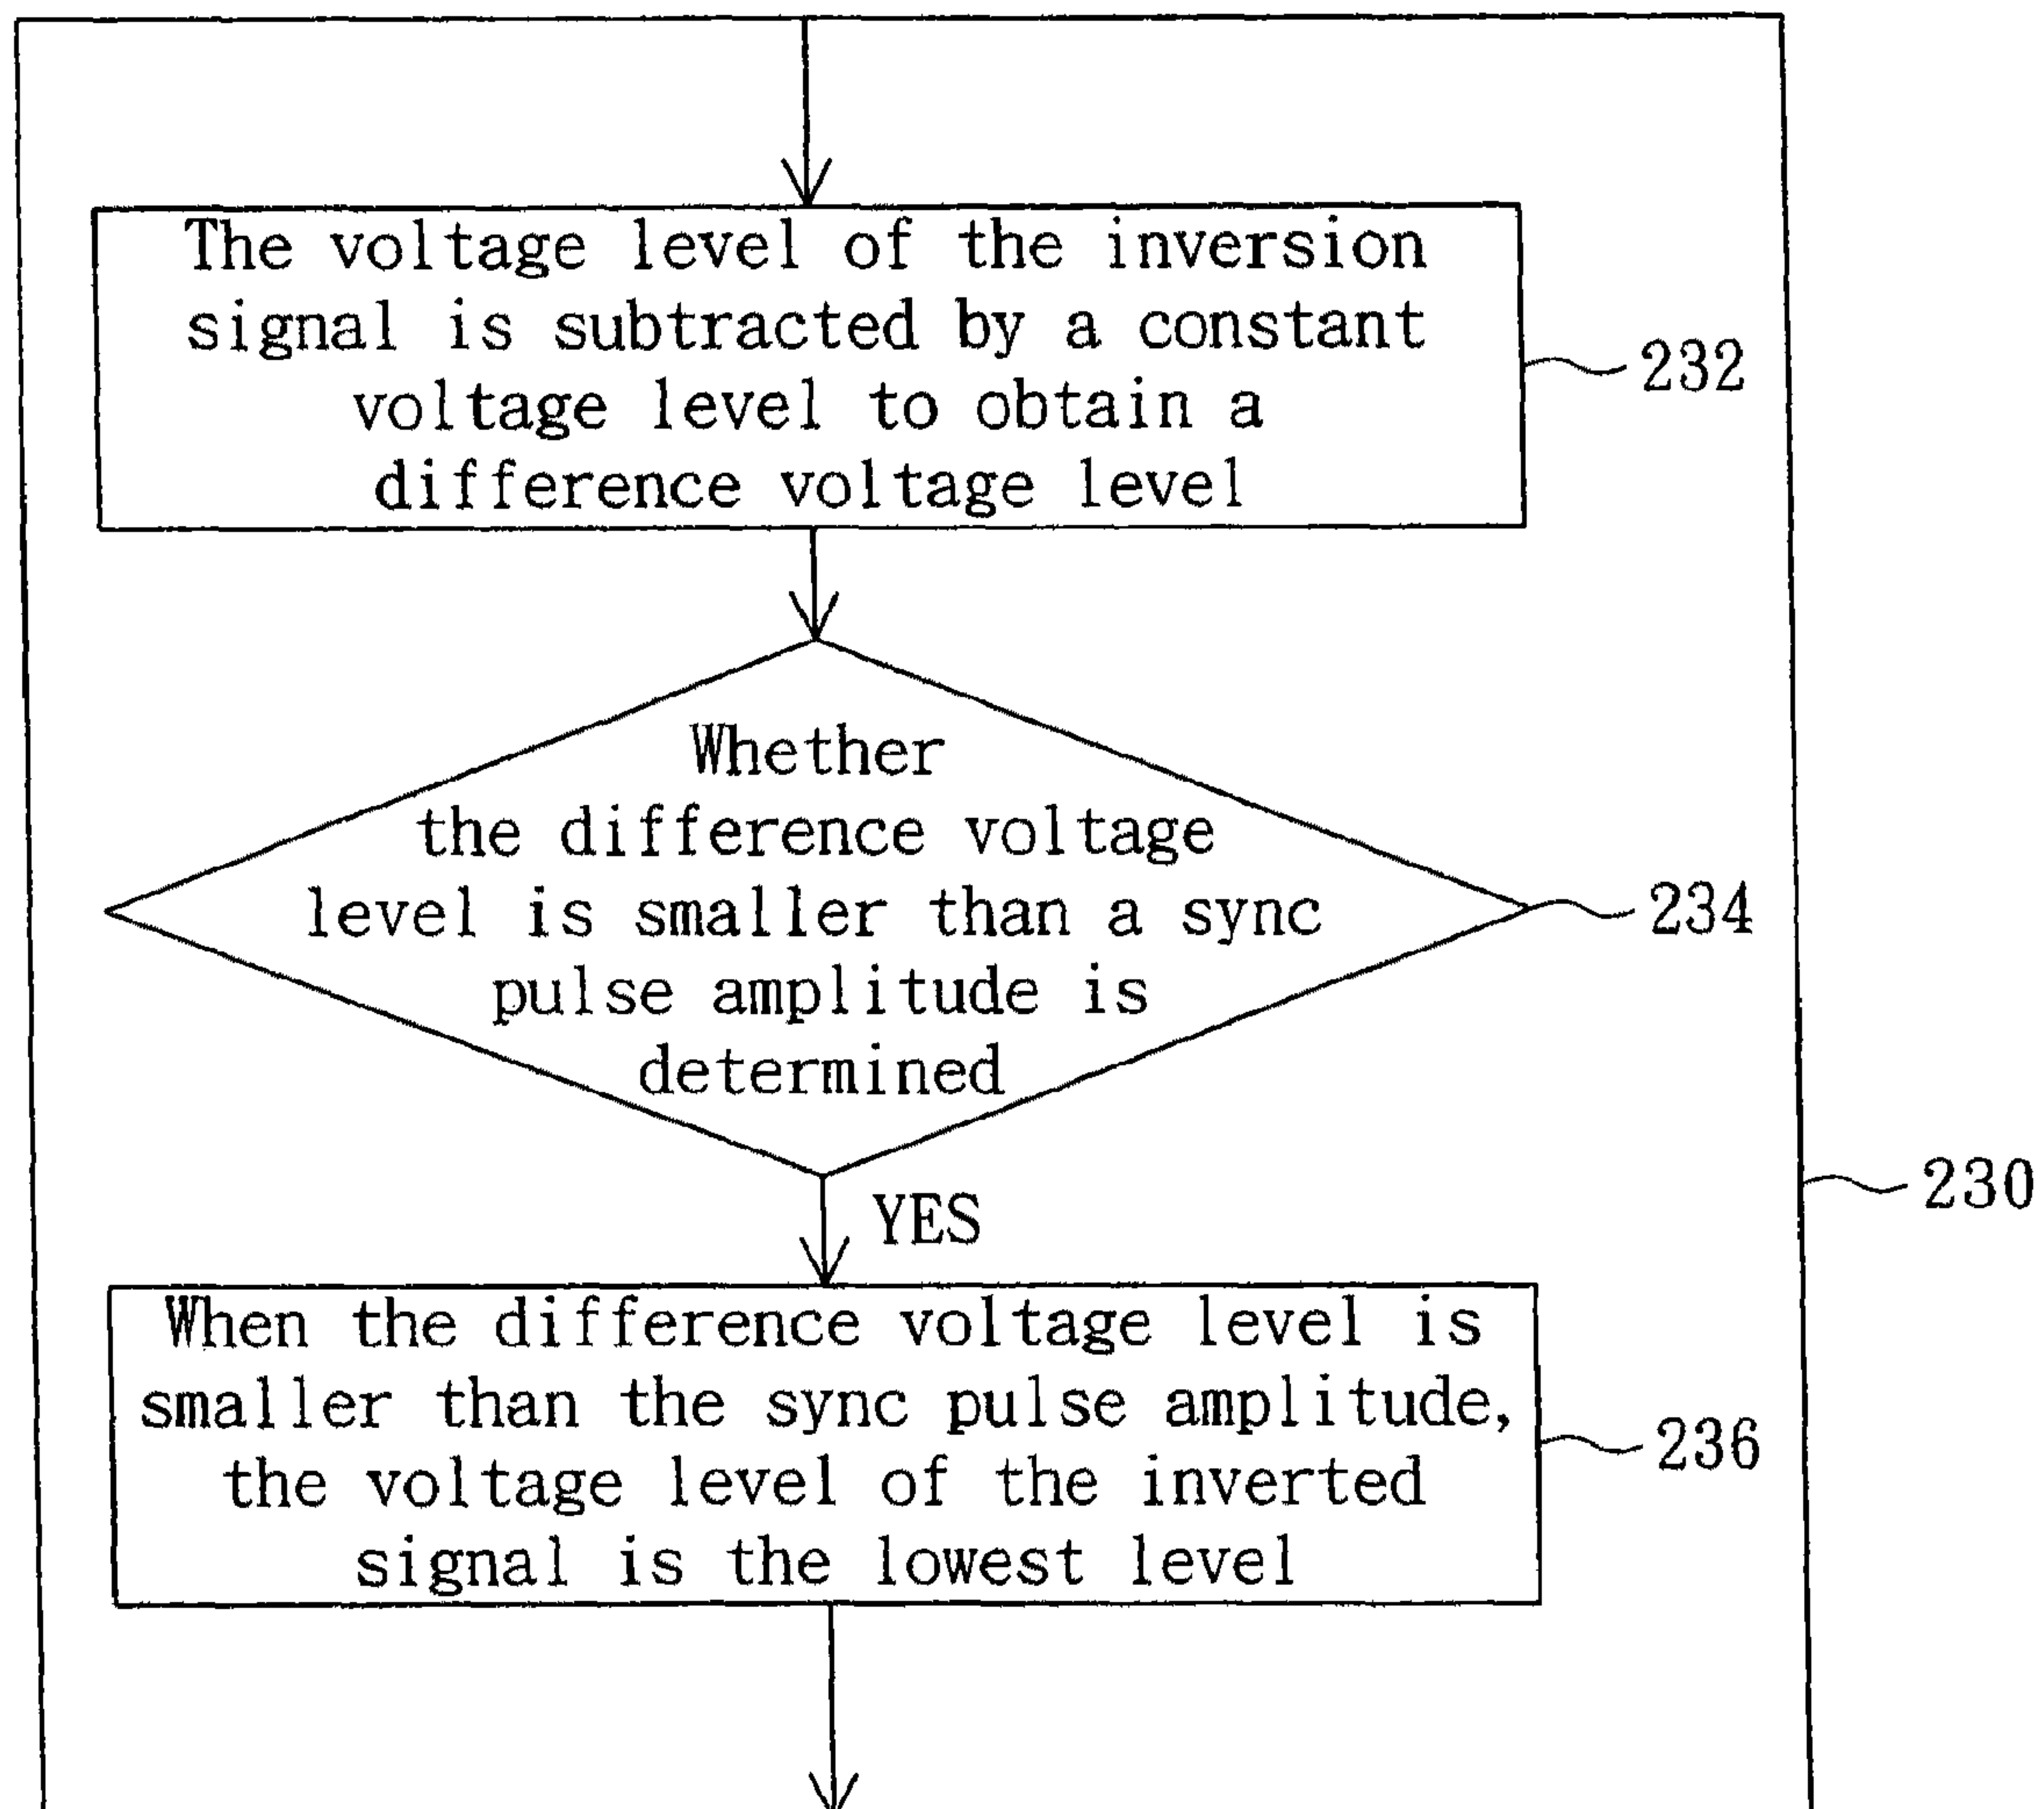 The voltage level of the inversion
signal is subtracted by a constant
voltage level to obtain a
difference voltage level
232
Whether
the difference voltage
level is smaller than a sync
pulse amplitude is
determined
234
230
YES
When the difference voltage level is
smaller than the sync pulse amplitude,
the voltage level of the inverted
signal is the lowest level
236